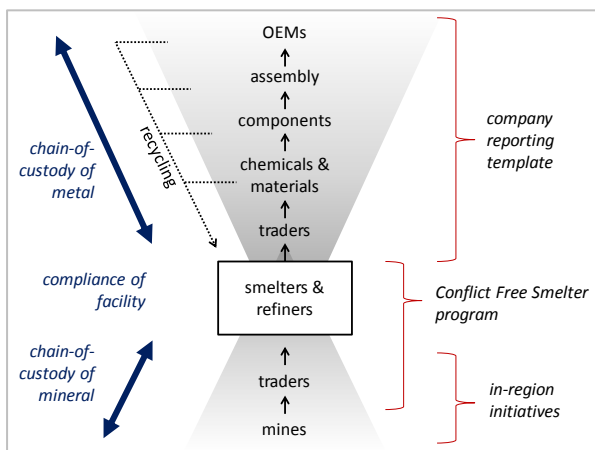 OEMs
assembly
components
chemicals &
materials
traders
smelters &
refiners
traders
mines
recycling
chain-of-
custody of
metal
compliance of
facility
chain-of-
custody of
mineral
company
reporting
template
Conflict Free Smelter
program
in-region
initiatives